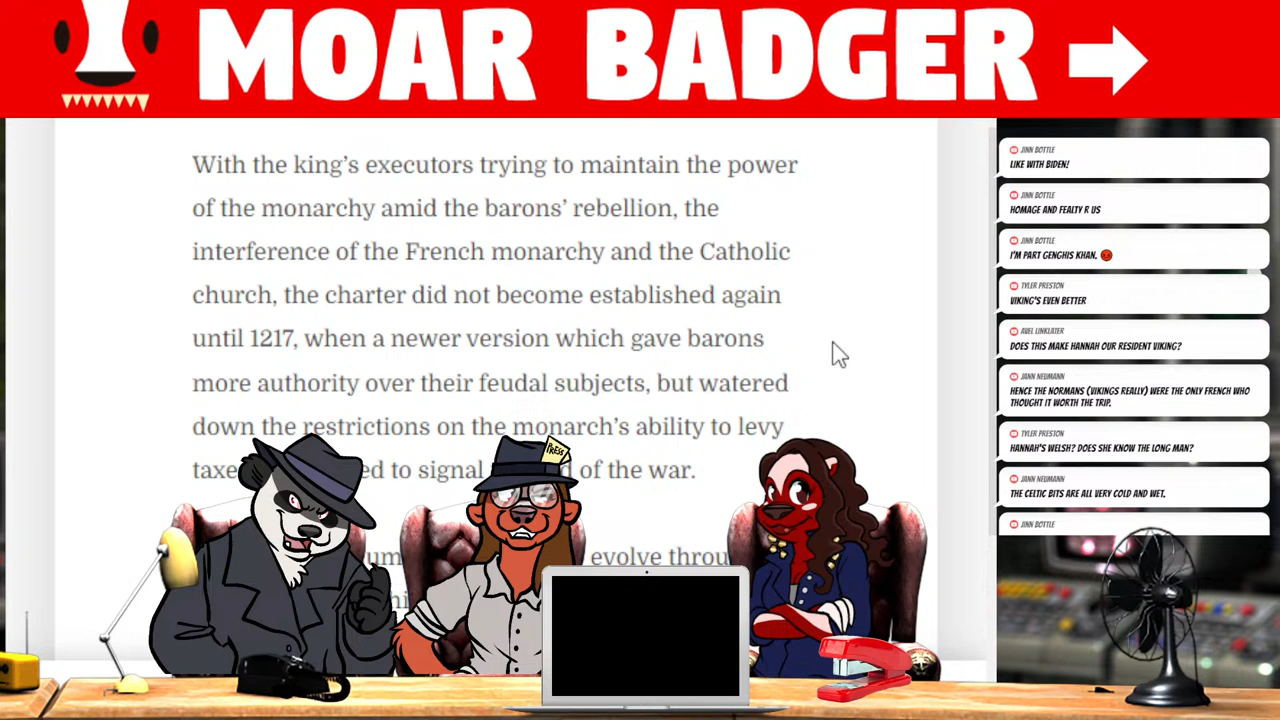 MOAR BADGER
With the king's executors trying to maintain the power
of the monarchy amid the barons' rebellion, the
interference of the French monarchy and the Catholic
church, the charter did not become established again
until 1217, when a newer version which gave barons
more authority over their feudal subjects, but watered
down the restrictions on the monarch's ability to levy
to signal of the war.
evolve
PRESS
JINN BOTTLE
LIKE WITH BIDEN!
JINN BOTTLE
HOMAGE AND FEALTY R US
JINN BOTTLE
I'M PART GENGHIS KHAN.
TYLER PRESTON
VIKING'S EVEN BETTER
AVEL LINKLATER
DOES THIS MAKE HANNAH OUR RESIDENT VIKING?
JANN NEUMANN
HENCE THE NORMANS (VIKINGS REALLY) WERE THE ONLY FRENCH WHO
THOUGHT IT WORTH THE TRIP.
TYLER PRESTON
HANNAH'S WELSH? DOES SHE KNOW THE LONG MAN?
JANN NEUMANN
THE CELTIC BITS ARE ALL VERY COLD AND WET.
JINN BOTTLE